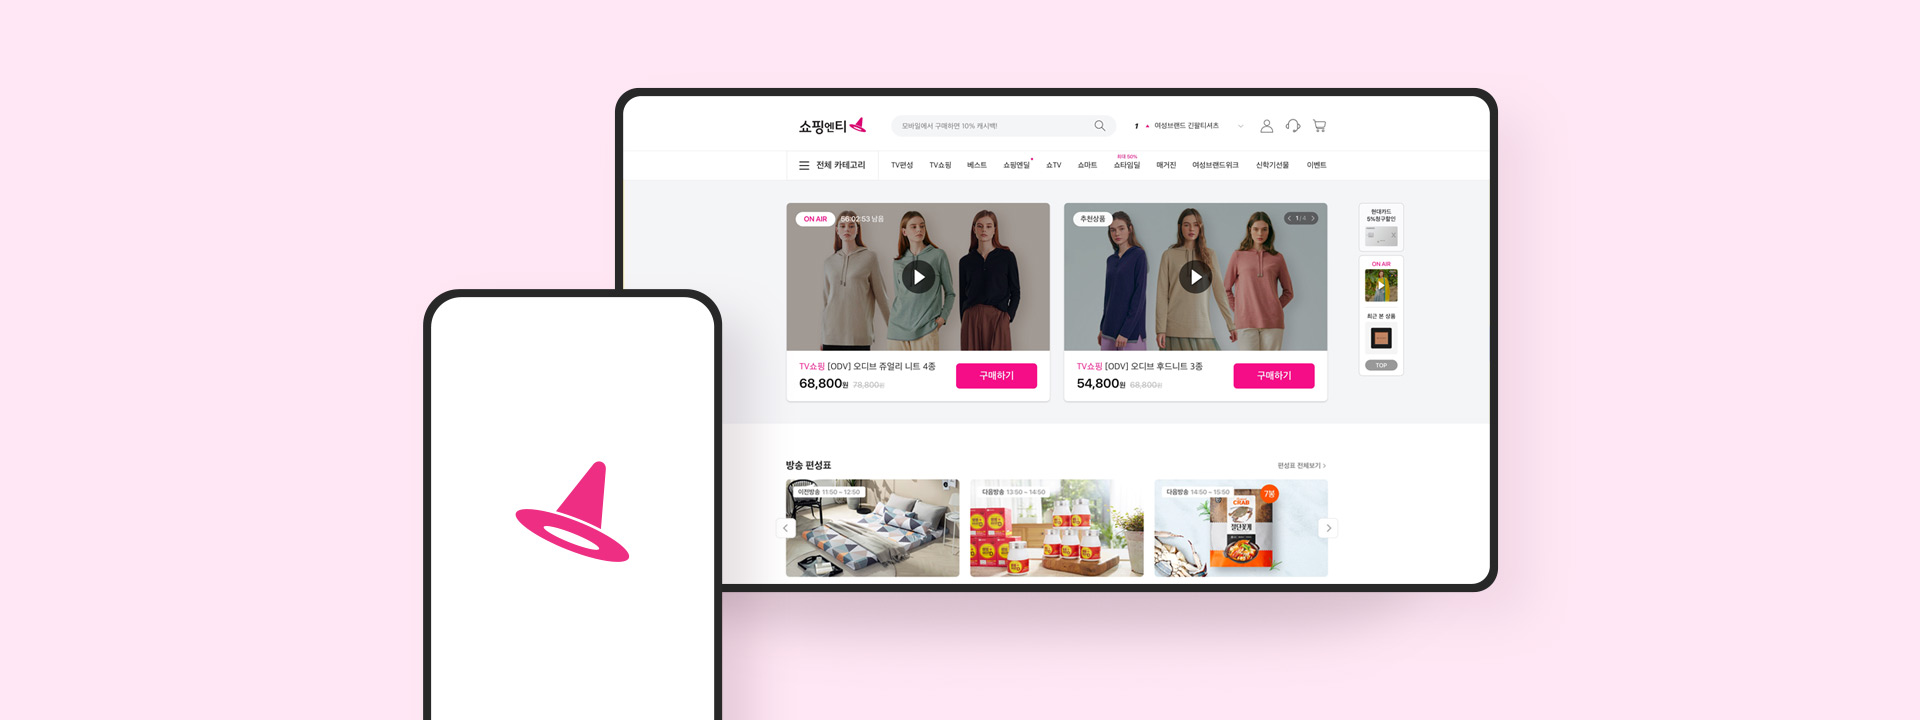 쇼핑엔티
모바일에서 구매하면 10% 캐시백!
1 여성브랜드 긴팔티셔츠
전체 카테고리
TV편성
TV쇼핑
베스트
쇼핑엔딜
쇼TV
쇼마트
최대 50%
쇼타임딜
매거진
여성브랜드위크
신학기선물
이벤트
ON AIR 56:02:53 남음
TV쇼핑 [ODV] 오디브 쥬얼리 니트 4종
68,800원 78,800원
구매하기
추천상품
1/4
TV쇼핑 [ODV] 오디브 후드니트 3종
54,800원 68,800원
구매하기
현대카드
5%청구할인
ON AIR
최근 본 상품
TOP
방송 편성표
편성표 전체보기
이전방송 11:50 ~ 12:50
다음방송 13:50 ~ 14:50
다음방송 14:50 ~ 15:50
7봉
CRAB